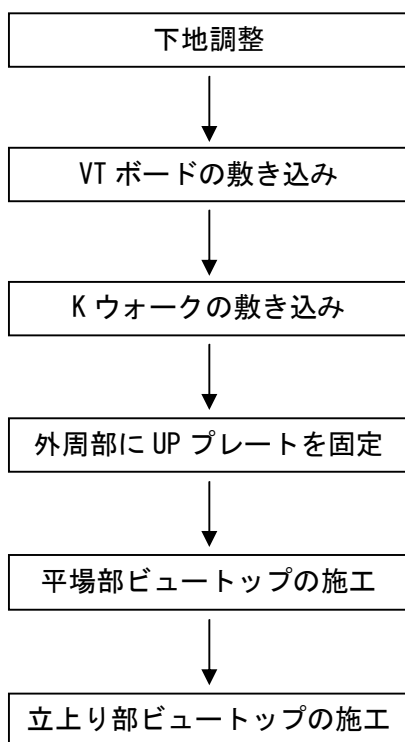 下地調整
VT ボードの敷き込み
K ウォークの敷き込み
外周部に UP プレートを固定
平場部ビュートップの施工
立上り部ビュートップの施工